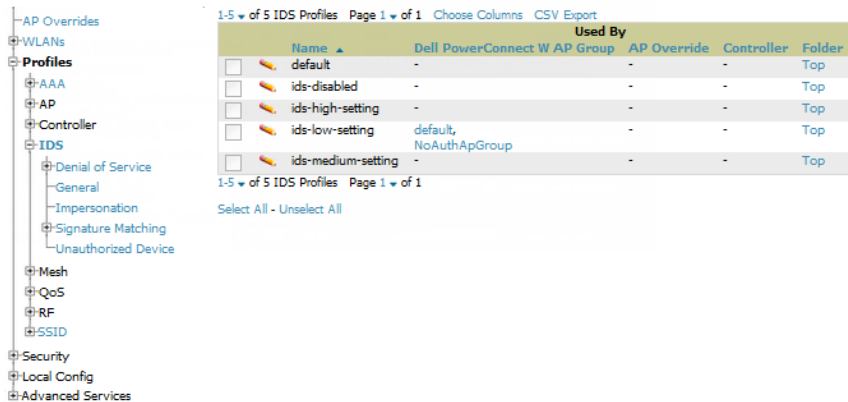 AP Overrides
WLANs
Profiles
AAA
AP
Controller
IDS
Denial of Service
General
Impersonation
Signature Matching
Unauthorized Device
Mesh
QoS
RF
SSID
Security
Local Config
Advanced Services
1-5 of 5 IDS Profiles Page 1 of 1 Choose Columns CSV Export
Used By
Name Dell PowerConnect W AP Group AP Override Controller Folder
default - - - Top
ids-disabled - - - Top
ids-high-setting - - - Top
ids-low-setting default, - - Top
NoAuthApGroup
ids-medium-setting - - - Top
1-5 of 5 IDS Profiles Page 1 of 1
Select All - Unselect All